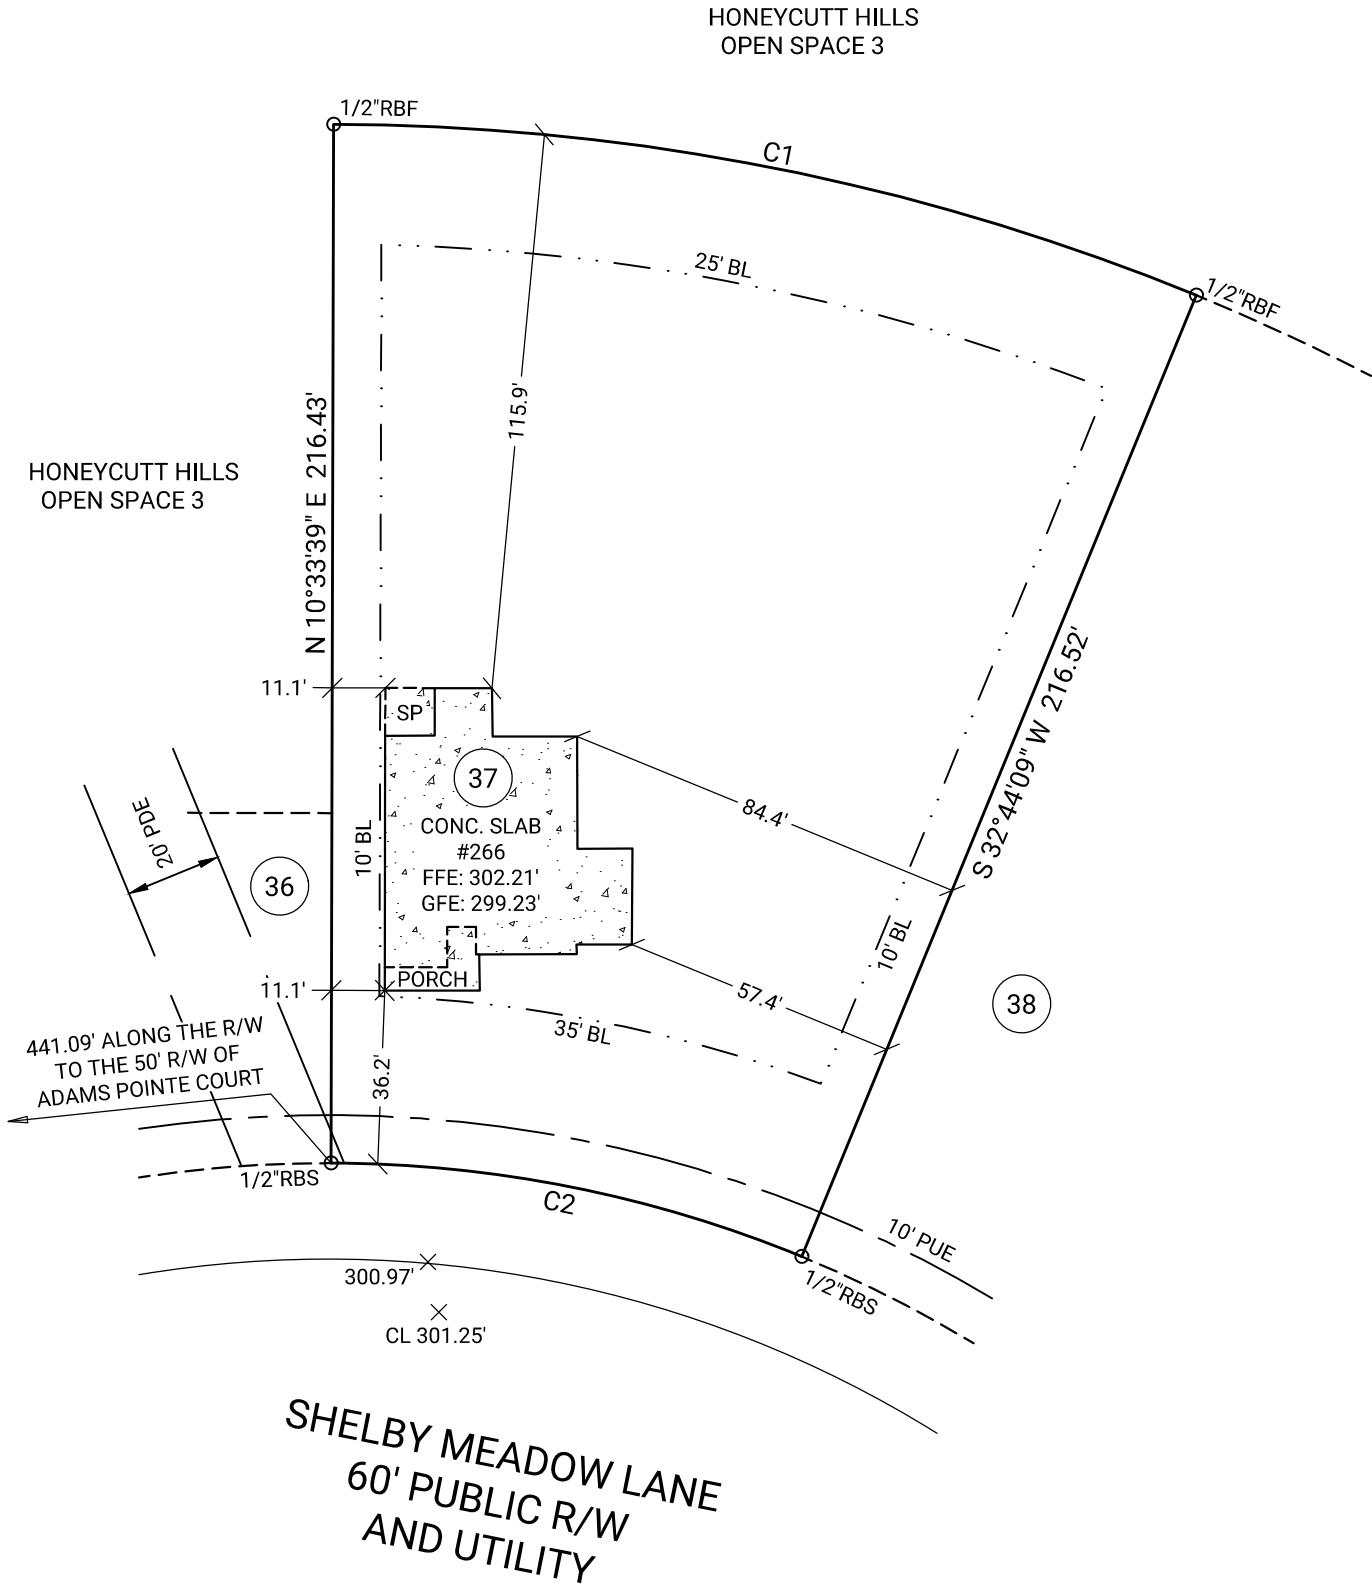 HONEYCUTT HILLS
OPEN SPACE 3
1/2"RBF
C1
25' BL
1/2"RBF
115.9'
N 10°33'39" E 216.43'
HONEYCUTT HILLS
OPEN SPACE 3
S 32°44'09" W 216.52'
11.1'
SP
37
84.4'
20' PDE
10' BL
CONC. SLAB
#266
FFE: 302.21'
GFE: 299.23'
36
10' BL
PORCH
11.1'
57.4'
38
35' BL
441.09' ALONG THE R/W
TO THE 50' R/W OF
ADAMS POINTE COURT
36.2'
1/2"RBS
C2
10' PUE
1/2"RBS
300.97'
CL 301.25'
SHELBY MEADOW LANE
60' PUBLIC R/W
AND UTILITY